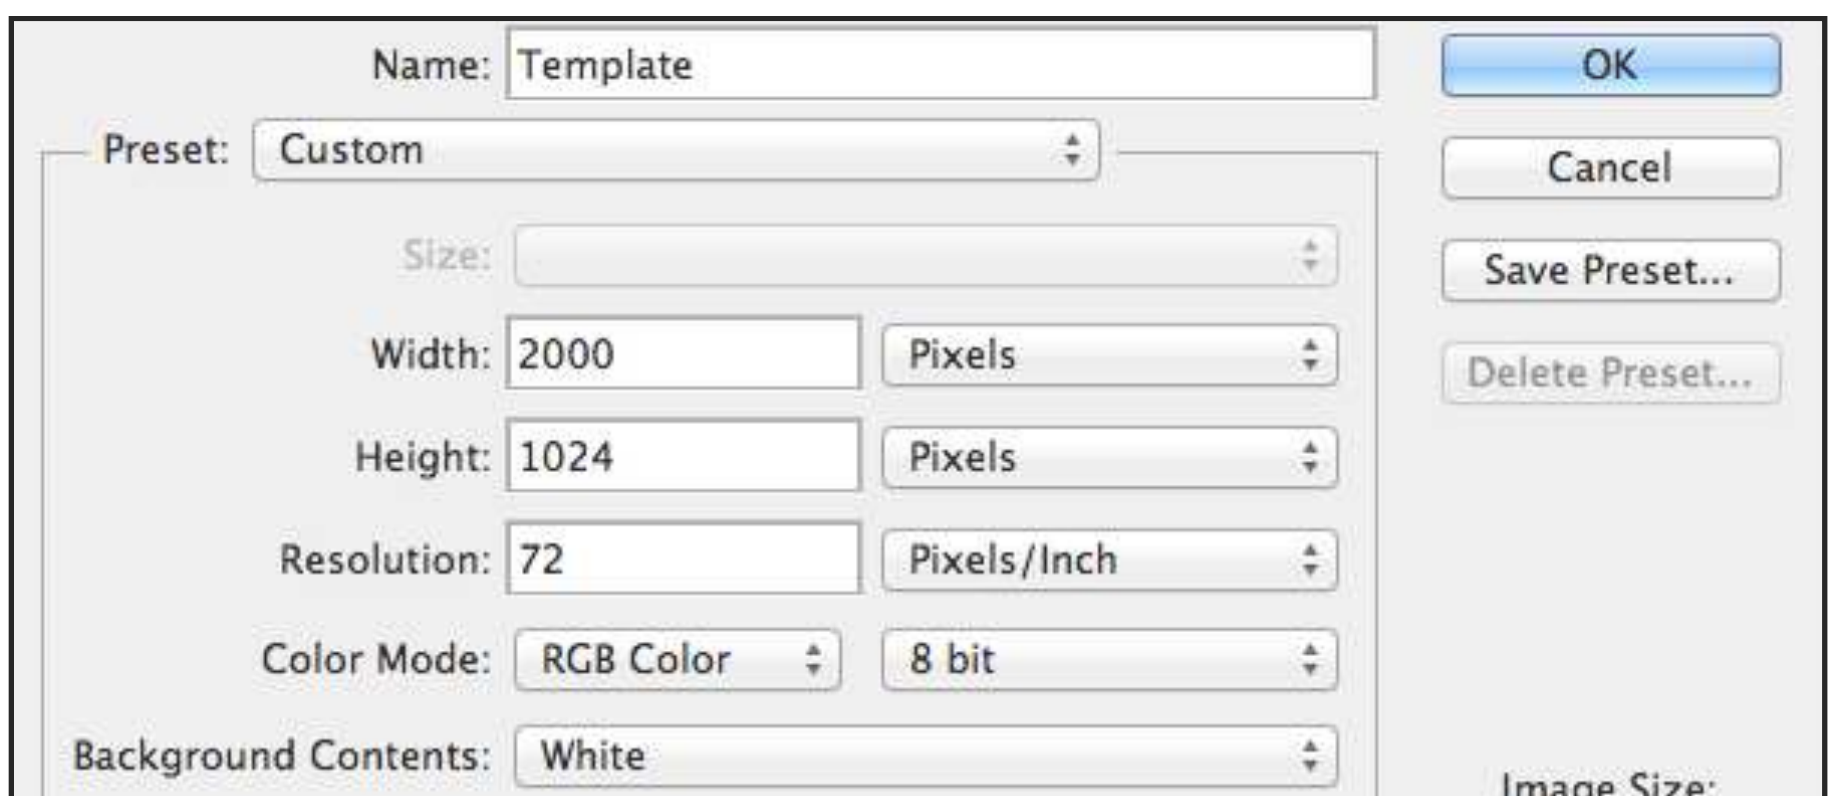 Name: Template
OK
Preset: Custom
Cancel
Size:
Save Preset...
Width: 2000 Pixels
Delete Preset...
Height: 1024 Pixels
Resolution: 72 Pixels/Inch
Color Mode: RGB Color 8 bit
Background Contents: White
Image Size: